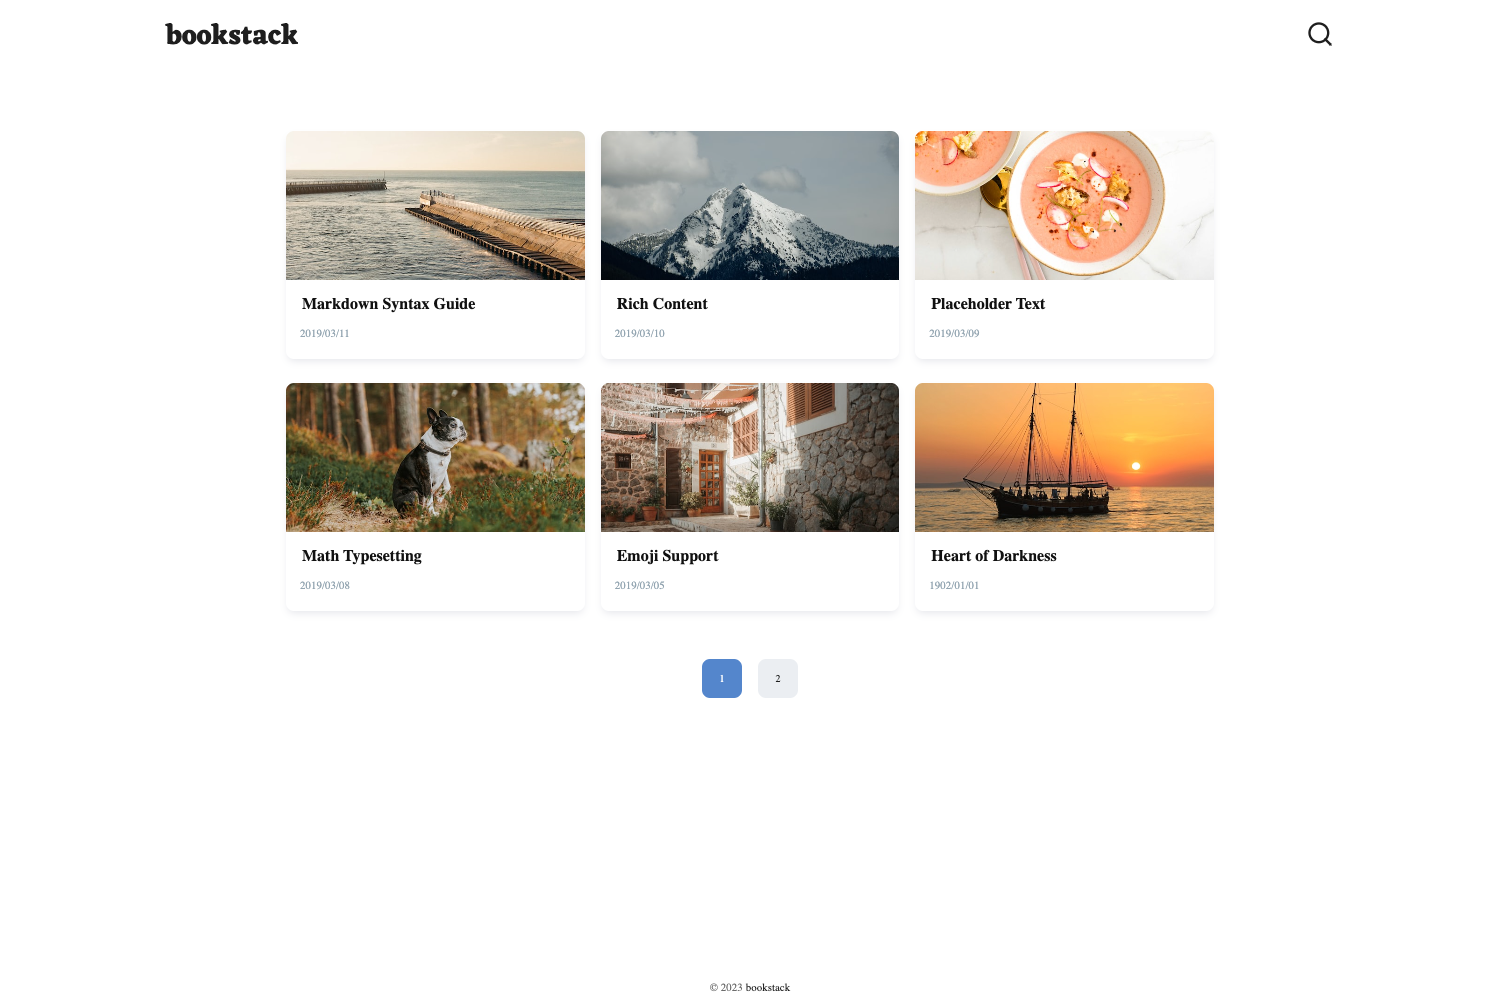 bookstack
Markdown Syntax Guide
2019/03/11
Rich Content
2019/03/10
Placeholder Text
2019/03/09
Math Typesetting
2019/03/08
Emoji Support
2019/03/05
Heart of Darkness
1902/01/01
1
2
© 2023 bookstack